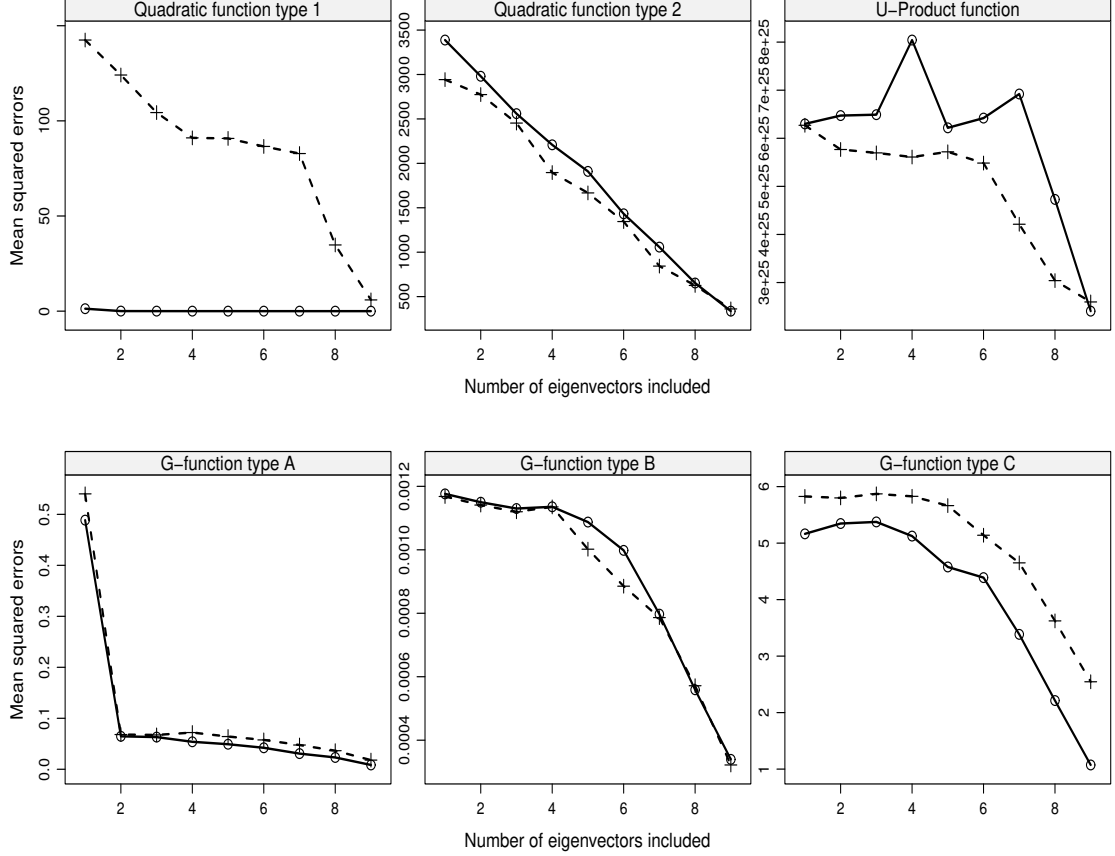 Quadratic function type 1
Quadratic function type 2
U−Product function
Mean squared errors
0 50 100
500 1000 1500 2000 2500 3000 3500
3e+25 4e+25 5e+25 6e+25 7e+25 8e+25
2 4 6 8
2 4 6 8
2 4 6 8
Number of eigenvectors included
G−function type A
G−function type B
G−function type C
Mean squared errors
0.0 0.1 0.2 0.3 0.4 0.5
0.0004 0.0006 0.0008 0.0010 0.0012
1 2 3 4 5 6
2 4 6 8
2 4 6 8
2 4 6 8
Number of eigenvectors included